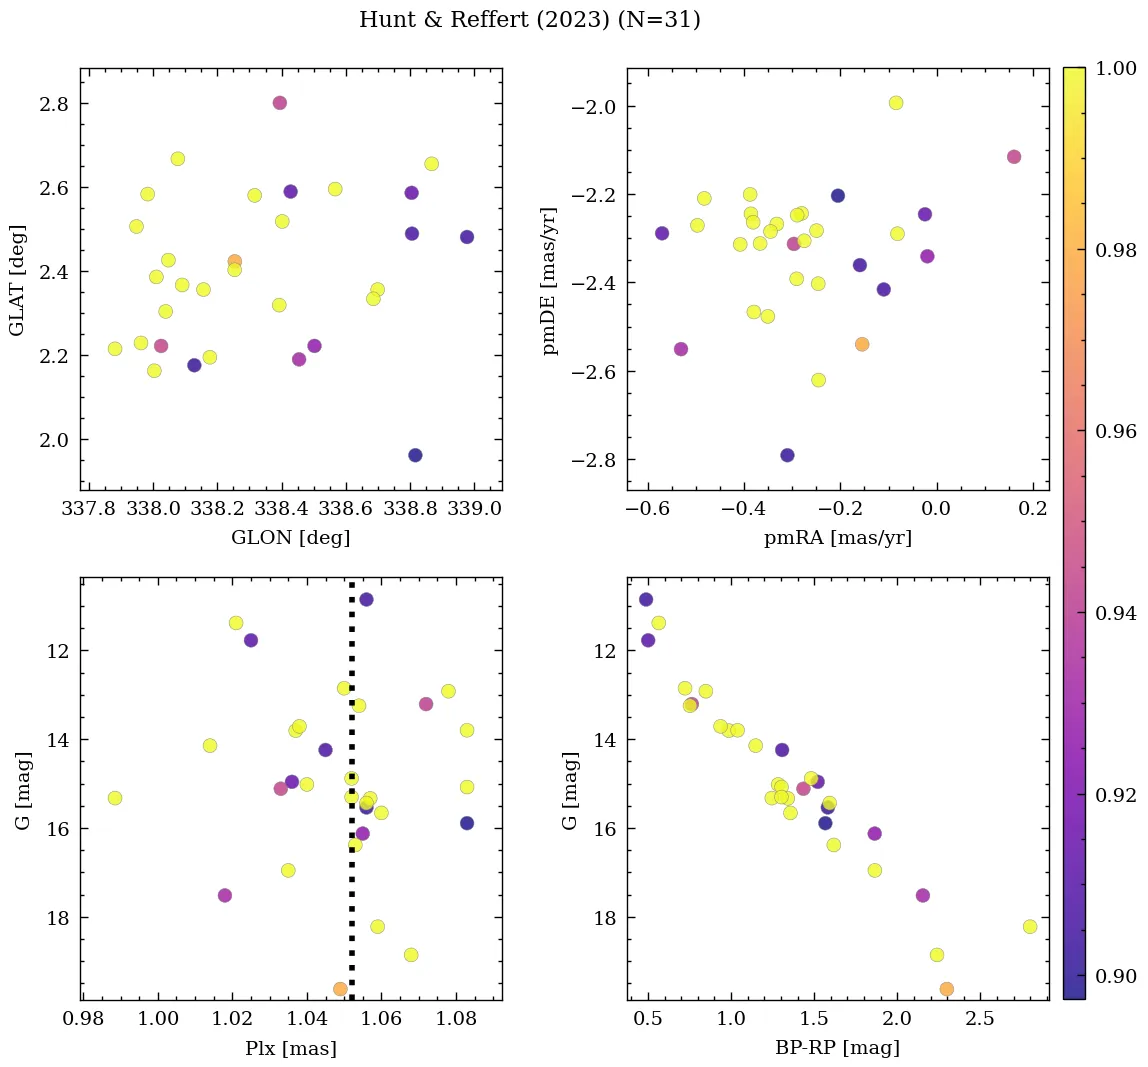 Hunt & Reffert (2023) (N=31)
2.8
2.6
2.4
2.2
2.0
GLAT [deg]
337.8 338.0 338.2 338.4 338.6 338.8 339.0
GLON [deg]
−2.0
−2.2
−2.4
−2.6
−2.8
pmDE [mas/yr]
−0.6 −0.4 −0.2 0.0 0.2
pmRA [mas/yr]
12
14
16
18
G [mag]
0.98 1.00 1.02 1.04 1.06 1.08
Plx [mas]
12
14
16
18
G [mag]
0.5 1.0 1.5 2.0 2.5
BP-RP [mag]
1.00
0.98
0.96
0.94
0.92
0.90